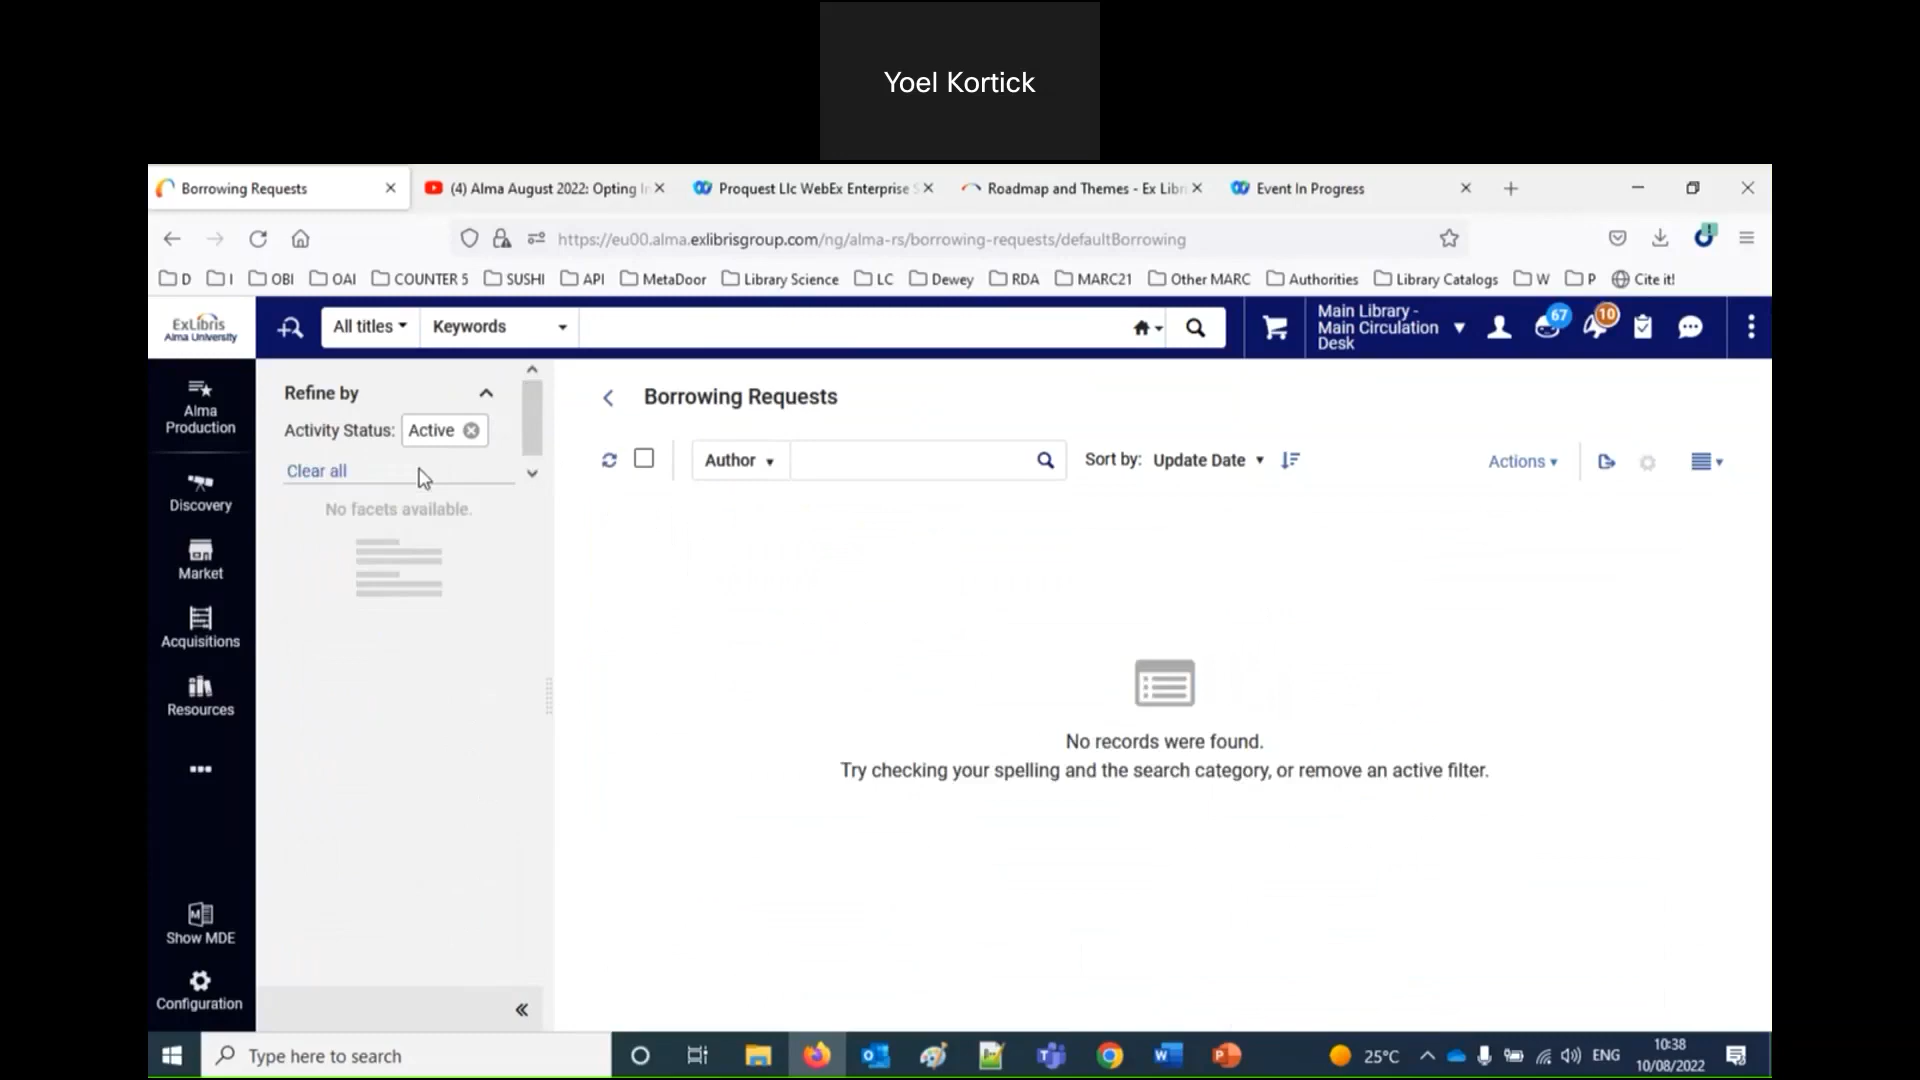 Yoel Kortick
Borrowing Requests
(4) Alma August 2022: Opting In
Proquest Llc WebEx Enterprise S
Roadmap and Themes - Ex Libri
Event In Progress
https://eu00.alma.exlibrisgroup.com/ng/alma-rs/borrowing-requests/defaultBorrowing
D I OBI OAI COUNTER 5 SUSHI API MetaDoor Library Science LC Dewey RDA MARC21 Other MARC Authorities Library Catalogs W P Cite it!
ExLibris
Alma University
All titles
Keywords
Main Library -
Main Circulation
Desk
67
10
Alma
Production
Discovery
Market
Acquisitions
Resources
Show MDE
Configuration
Refine by
Activity Status: Active
Clear all
No facets available.
Borrowing Requests
Author
Sort by: Update Date
Actions
No records were found.
Try checking your spelling and the search category, or remove an active filter.
Type here to search
25°C
ENG
10:38
10/08/2022